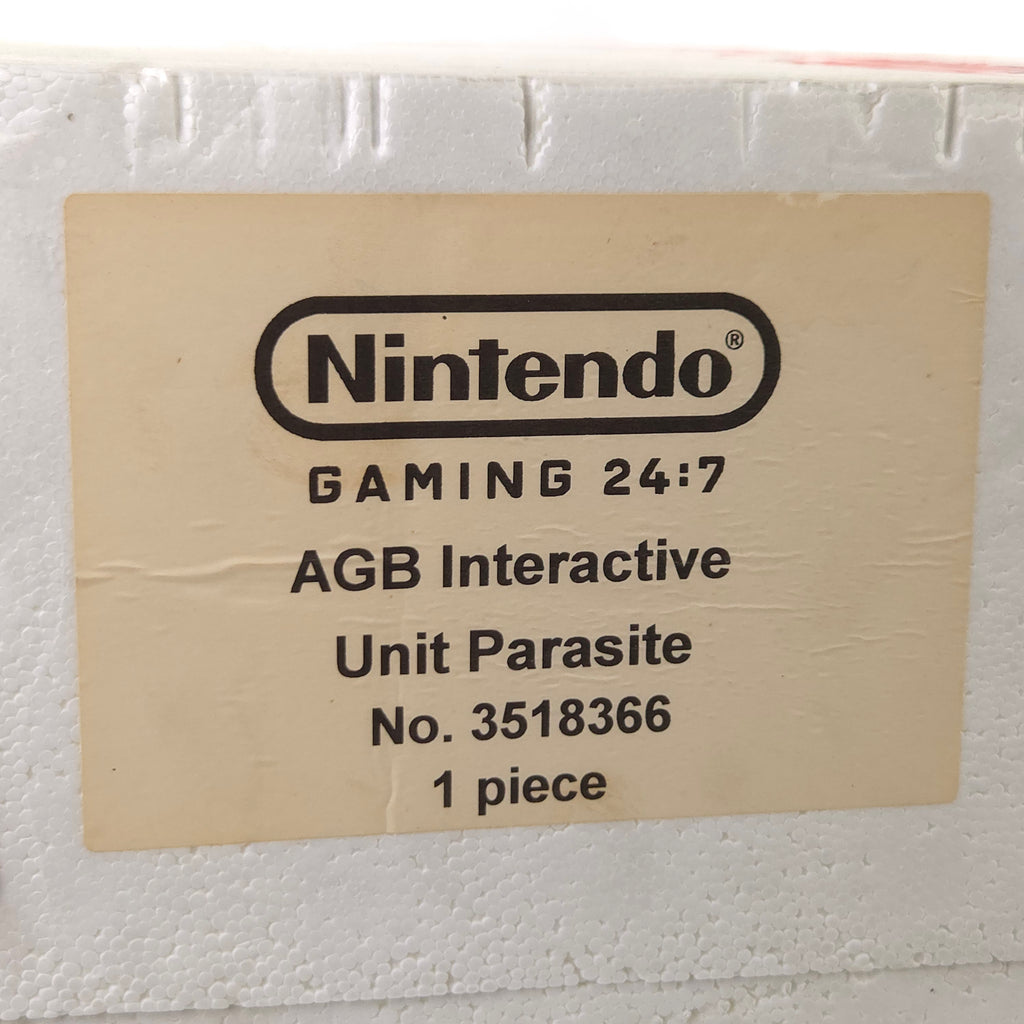 Nintendo®
GAMING 24:7
AGB Interactive
Unit Parasite
No. 3518366
1 piece